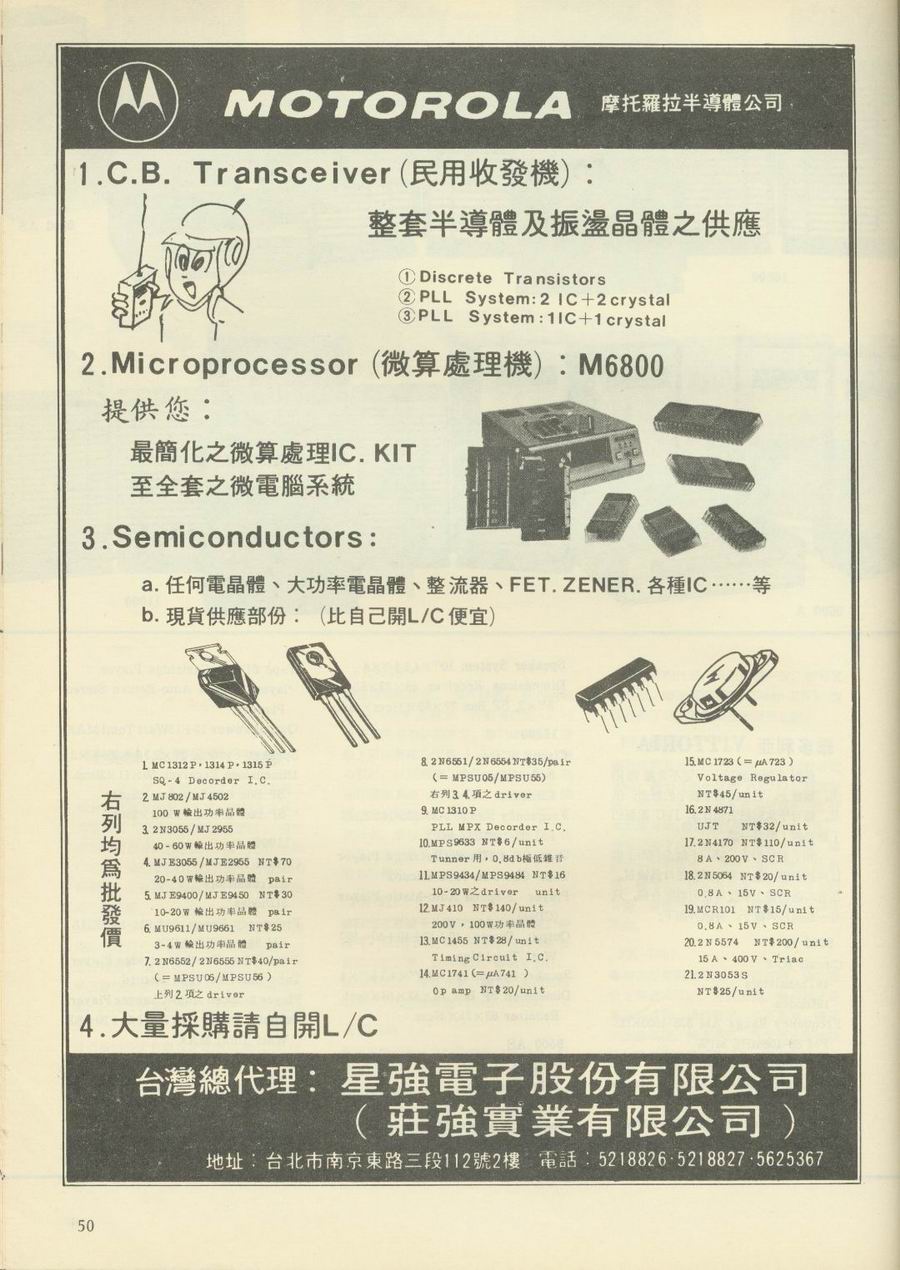 MOTOROLA 摩托羅拉半導體公司
1.C.B. Transceiver(民用收發機)：
整套半導體及振盪晶體之供應
①Discrete Transistors
②PLL System:2 IC+2crystal
③PLL System:1IC+1crystal
2.Microprocessor (微算處理機)：M6800
提供您：
最簡化之微算處理IC. KIT
至全套之微電腦系統
3.Semiconductors:
a. 任何電晶體、大功率電晶體、整流器、FET. ZENER. 各種IC……等
b. 現貨供應部份：(比自己開L/C便宜)
右列均為批發價
1. MC1312P，1314P，1315P
SQ-4 Decorder I.C.
2. MJ802/MJ4502
100W輸出功率晶體
3. 2N3055/MJ2955
40-60W輸出功率晶體
4. MJE3055/MJE2955 NT$70
20-40W輸出功率晶體 pair
5. MJE9400/MJE9450 NT$30
10-20W輸出功率晶體 pair
6. MU9611/MU9661 NT$25
3-4W輸出功率晶體 pair
7. 2N6552/2N6555NT$40/pair
(=MPSU05/MPSU56)
上列2.項之driver
8. 2N6551/2N6554NT$35/pair
(=MPSU05/MPSU55)
右列3.4.項之driver
9. MC1310P
PLL MPX Decorder I.C.
10. MPS9633 NT$6/unit
Tunner用，0.8db極低雜音
11. MPS9434/MPS9484 NT$16
10-20W之driver unit
12. MJ410 NT$140/unit
200V，100W功率晶體
13. MC1455 NT$28/unit
Timing Circuit I.C.
14. MC1741(=μA741 )
Op amp NT$20/unit
15. MC1723(=μA723)
Voltage Regulator
NT$45/unit
16. 2N4871
UJT NT$32/unit
17. 2N4170 NT$110/unit
8A、200V、SCR
18. 2N5064 NT$20/unit
0.8A、15V、SCR
19. MCR101 NT$15/unit
0.8A、15V、SCR
20. 2N5574 NT$200/unit
15A、400V、Triac
21. 2N3053S
NT$25/unit
4.大量採購請自開L/C
台灣總代理：星強電子股份有限公司
(莊強實業有限公司)
地址：台北市南京東路三段112號2樓 電話：5218826·5218827·5625367
50